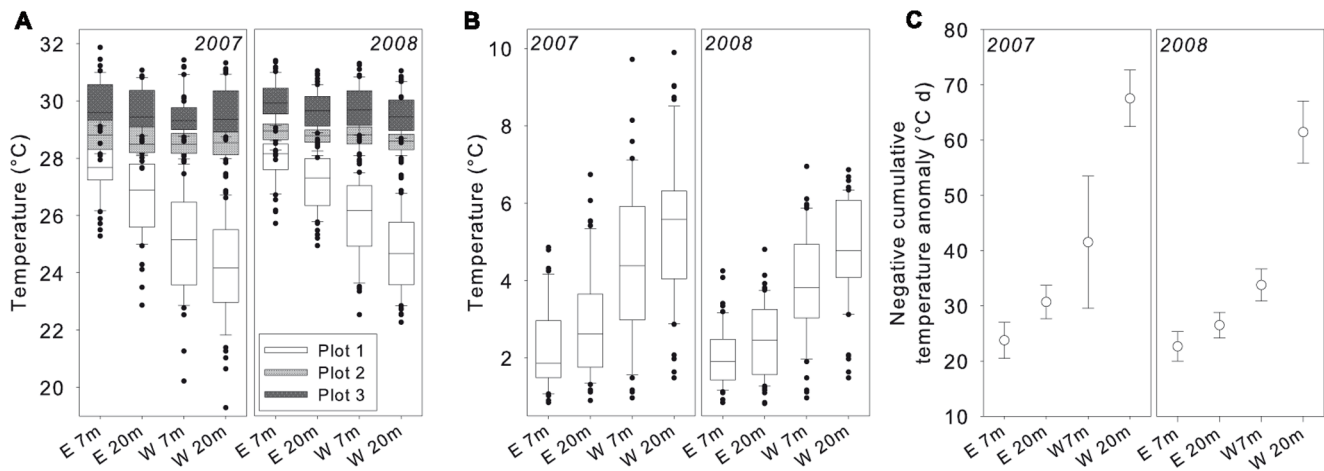 A
B
C
2007
2008
2007
2008
2007
2008
Temperature (°C)
32
30
28
26
24
22
20
Plot 1
Plot 2
Plot 3
E 7m
E 20m
W 7m
W 20m
E 7m
E 20m
W 7m
W 20m
Temperature (°C)
10
8
6
4
2
E 7m
E 20m
W 7m
W 20m
E 7m
E 20m
W 7m
W 20m
Negative cumulative
temperature anomaly (°C d)
80
70
60
50
40
30
20
10
E 7m
E 20m
W7m
W 20m
E 7m
E 20m
W7m
W 20m